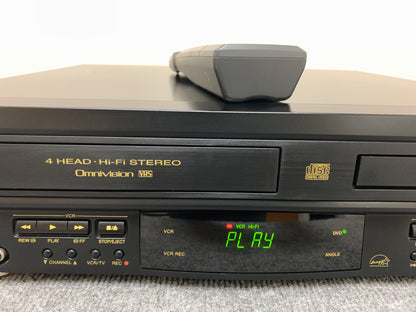 4 HEAD · Hi-Fi STEREO
Omnivision VHS
disc
VCR
REW PLAY FF STOP/EJECT
CHANNEL VCR/TV REC
VCR HI-FI
VCR
PLAY
DVD
VCR REC
ANGLE